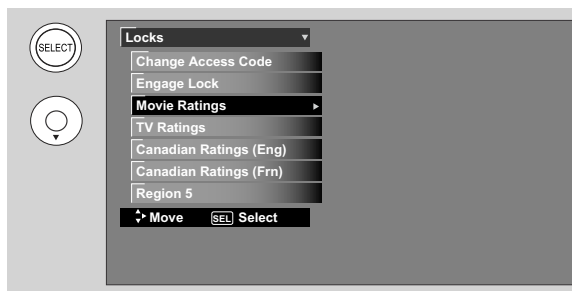 SELECT
Locks
Change Access Code
Engage Lock
Movie Ratings
TV Ratings
Canadian Ratings (Eng)
Canadian Ratings (Frn)
Region 5
Move SEL Select